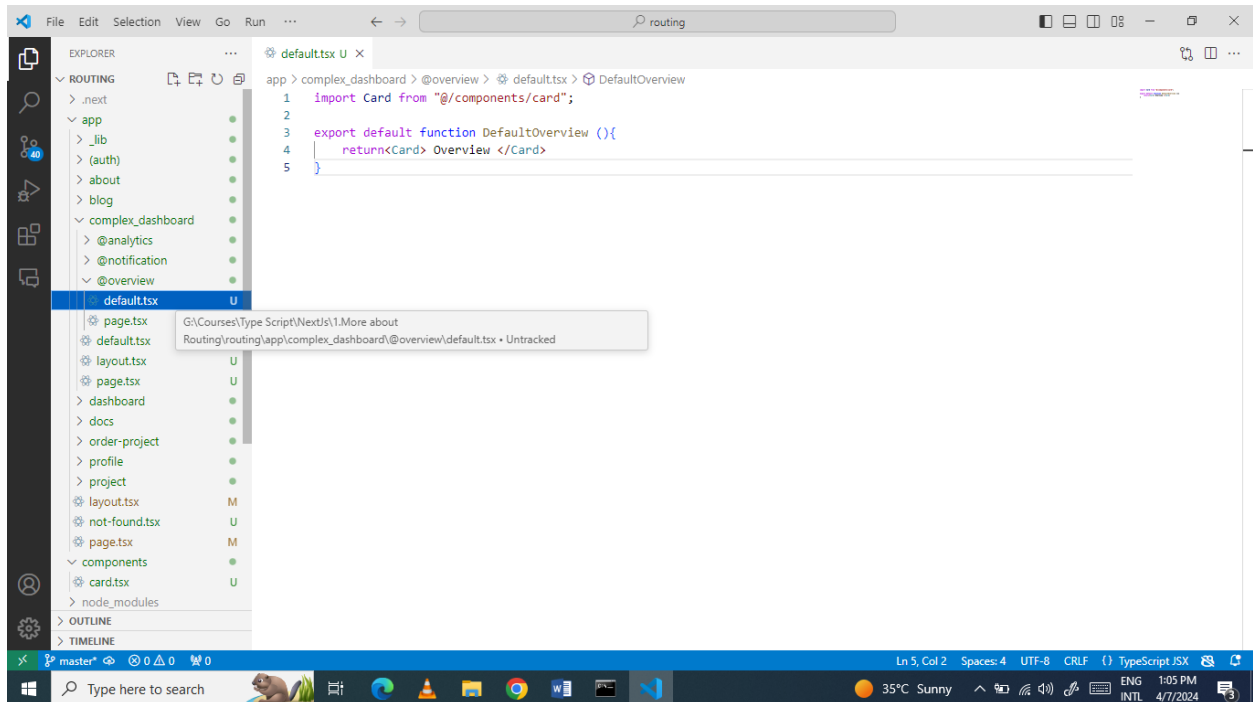 File Edit Selection View Go Run ··· routing
EXPLORER ···
ROUTING
.next
app
_lib
(auth)
about
blog
complex_dashboard
@analytics
@notification
@overview
default.tsx U
page.tsx
default.tsx
layout.tsx U
page.tsx U
dashboard
docs
order-project
profile
project
layout.tsx M
not-found.tsx U
page.tsx M
components
card.tsx U
node_modules
OUTLINE
TIMELINE
40
default.tsx U ×
app > complex_dashboard > @overview > default.tsx > DefaultOverview
1 import Card from "@/components/card";
2
3 export default function DefaultOverview (){
4 return<Card> Overview </Card>
5 }
G:\Courses\Type Script\NextJs\1.More about
Routing\routing\app\complex_dashboard\@overview\default.tsx • Untracked
master* 0 0 0 Ln 5, Col 2 Spaces: 4 UTF-8 CRLF {} TypeScript JSX
Type here to search 35°C Sunny ENG 1:05 PM
INTL 4/7/2024 3